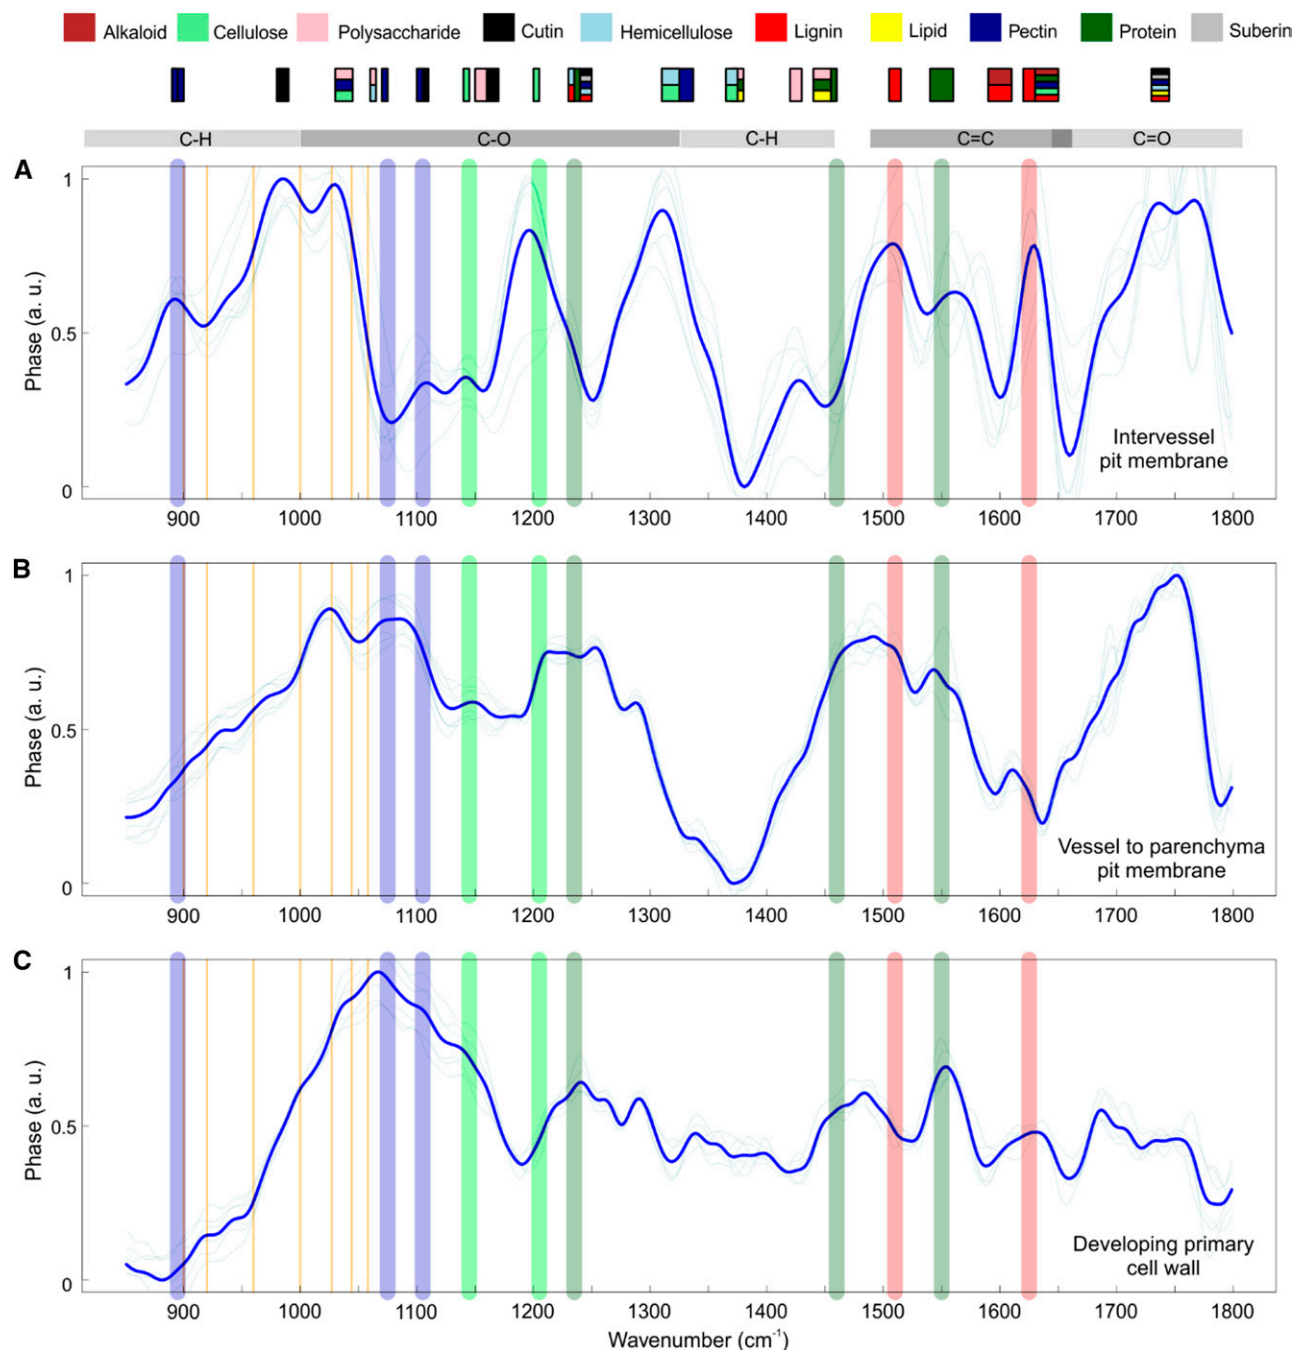 Alkaloid Cellulose Polysaccharide Cutin Hemicellulose Lignin Lipid Pectin Protein Suberin
C-H C-O C-H C=C C=O
A
1
0.5
0
Phase (a. u.)
Intervessel
pit membrane
900 1000 1100 1200 1300 1400 1500 1600 1700 1800
B
1
0.5
0
Phase (a. u.)
Vessel to parenchyma
pit membrane
900 1000 1100 1200 1300 1400 1500 1600 1700 1800
C
1
0.5
0
Phase (a. u.)
Developing primary
cell wall
900 1000 1100 1200 1300 1400 1500 1600 1700 1800
Wavenumber (cm⁻¹)